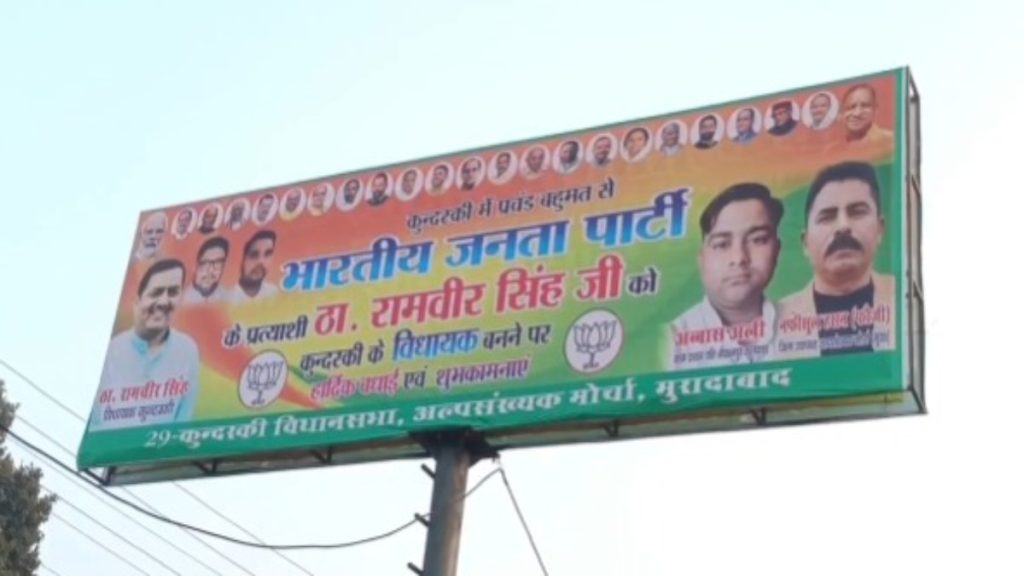 कुन्दरकी में प्रचंड बहुमत से
भारतीय जनता पार्टी
के प्रत्याशी ठा. रामवीर सिंह जी को
कुन्दरकी के विधायक बनने पर
हार्दिक बधाई एवं शुभकामनाएं
ठा. रामवीर सिंह
विधायक कुन्दरकी
अब्बास अली
29-कुन्दरकी विधानसभा, अल्पसंख्यक मोर्चा, मुरादाबाद